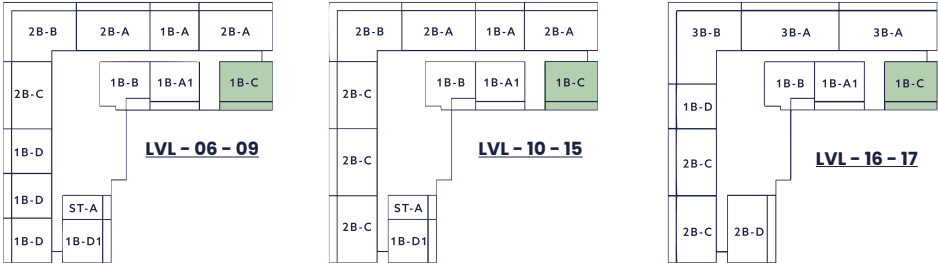 2B-B 2B-A 1B-A 2B-A
1B-B 1B-A1 1B-C
2B-C
1B-D
LVL - 06 - 09
1B-D
ST-A
1B-D 1B-D1
2B-B 2B-A 1B-A 2B-A
1B-B 1B-A1 1B-C
2B-C
2B-C
LVL - 10 - 15
ST-A
2B-C 1B-D1
3B-B 3B-A 3B-A
1B-B 1B-A1 1B-C
1B-D
2B-C
LVL - 16 - 17
2B-C 2B-D